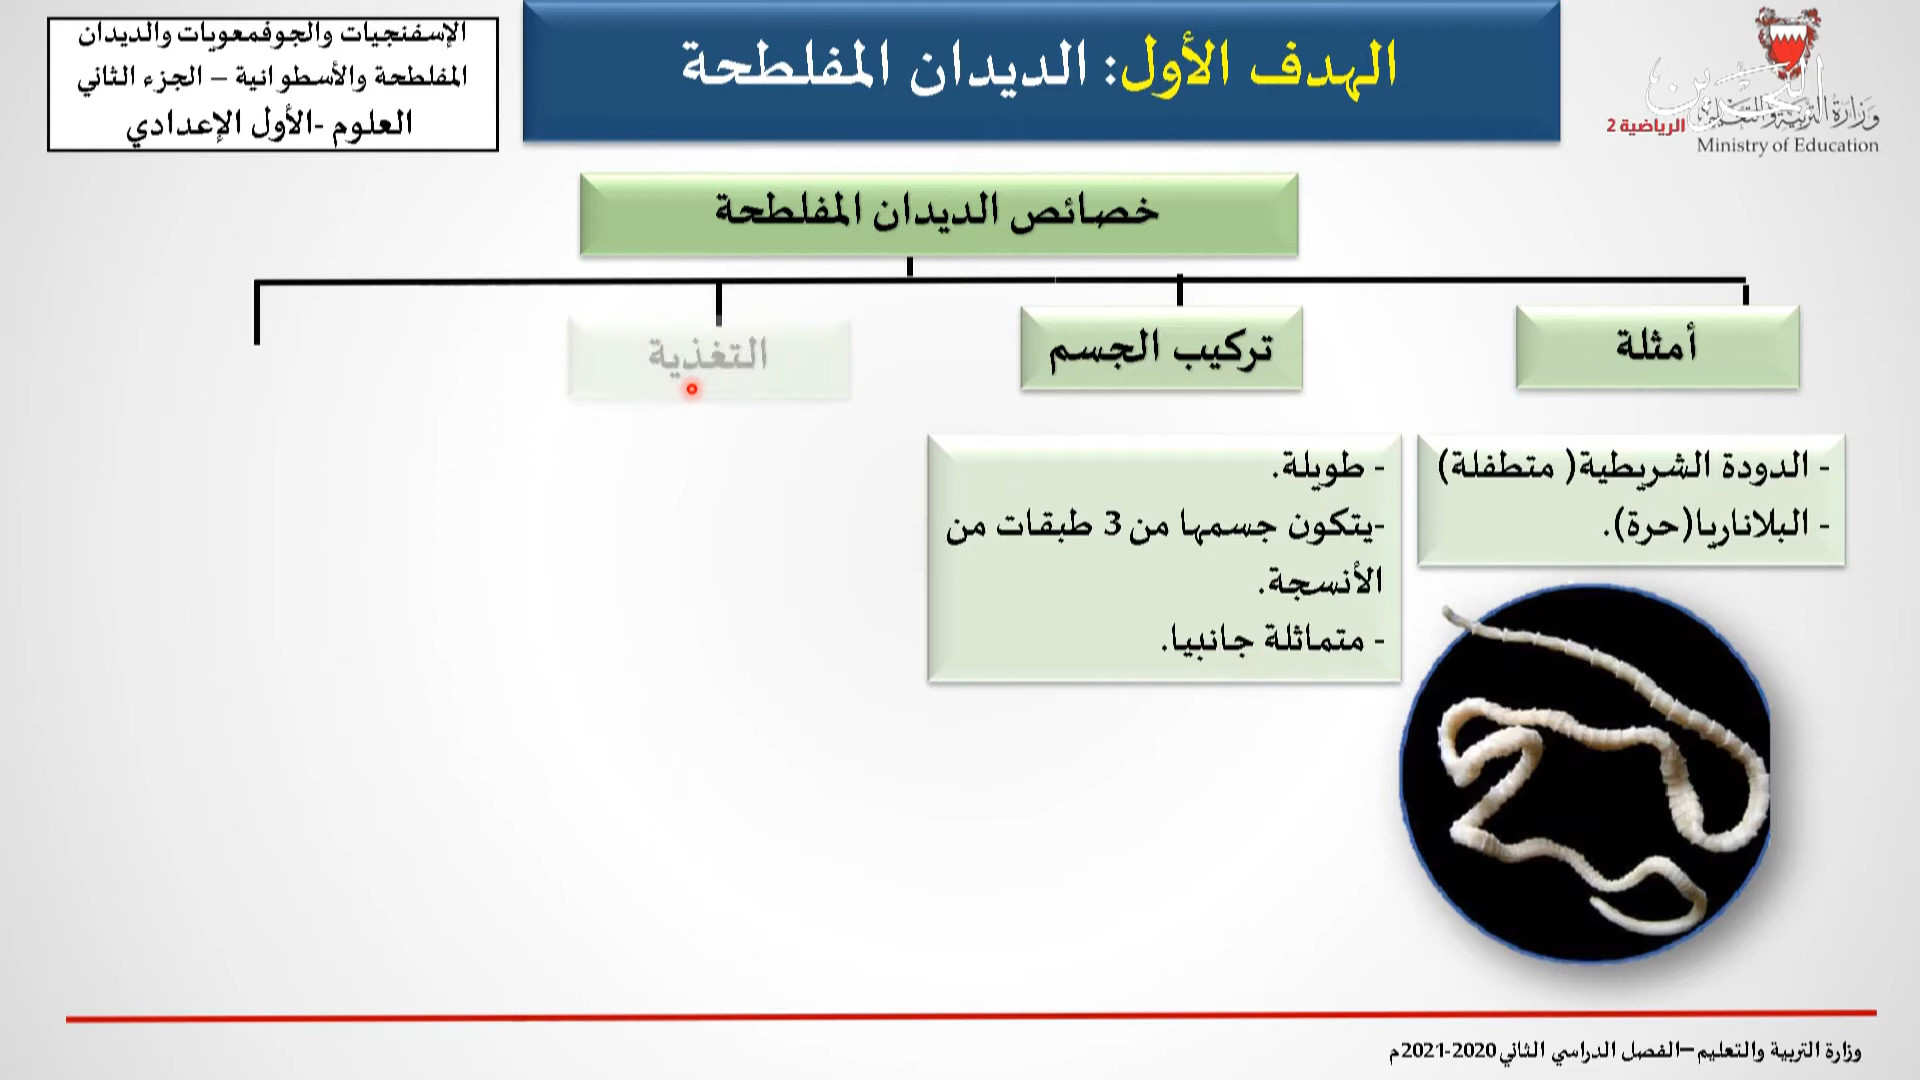 الإسفنجيات والجوفمعويات والديدان
المفلطحة والأسطوانية – الجزء الثاني
العلوم -الأول الإعدادي
الهدف الأول: الديدان المفلطحة
البحرين
الرياضية 2
وزارة التربية والتعليم
Ministry of Education
خصائص الديدان المفلطحة
أمثلة
تركيب الجسم
التغذية
- الدودة الشريطية( متطفلة)
- البلاناريا(حرة).
- طويلة.
-يتكون جسمها من 3 طبقات من
الأنسجة.
- متماثلة جانبيا.
وزارة التربية والتعليم –الفصل الدراسي الثاني 2020-2021م